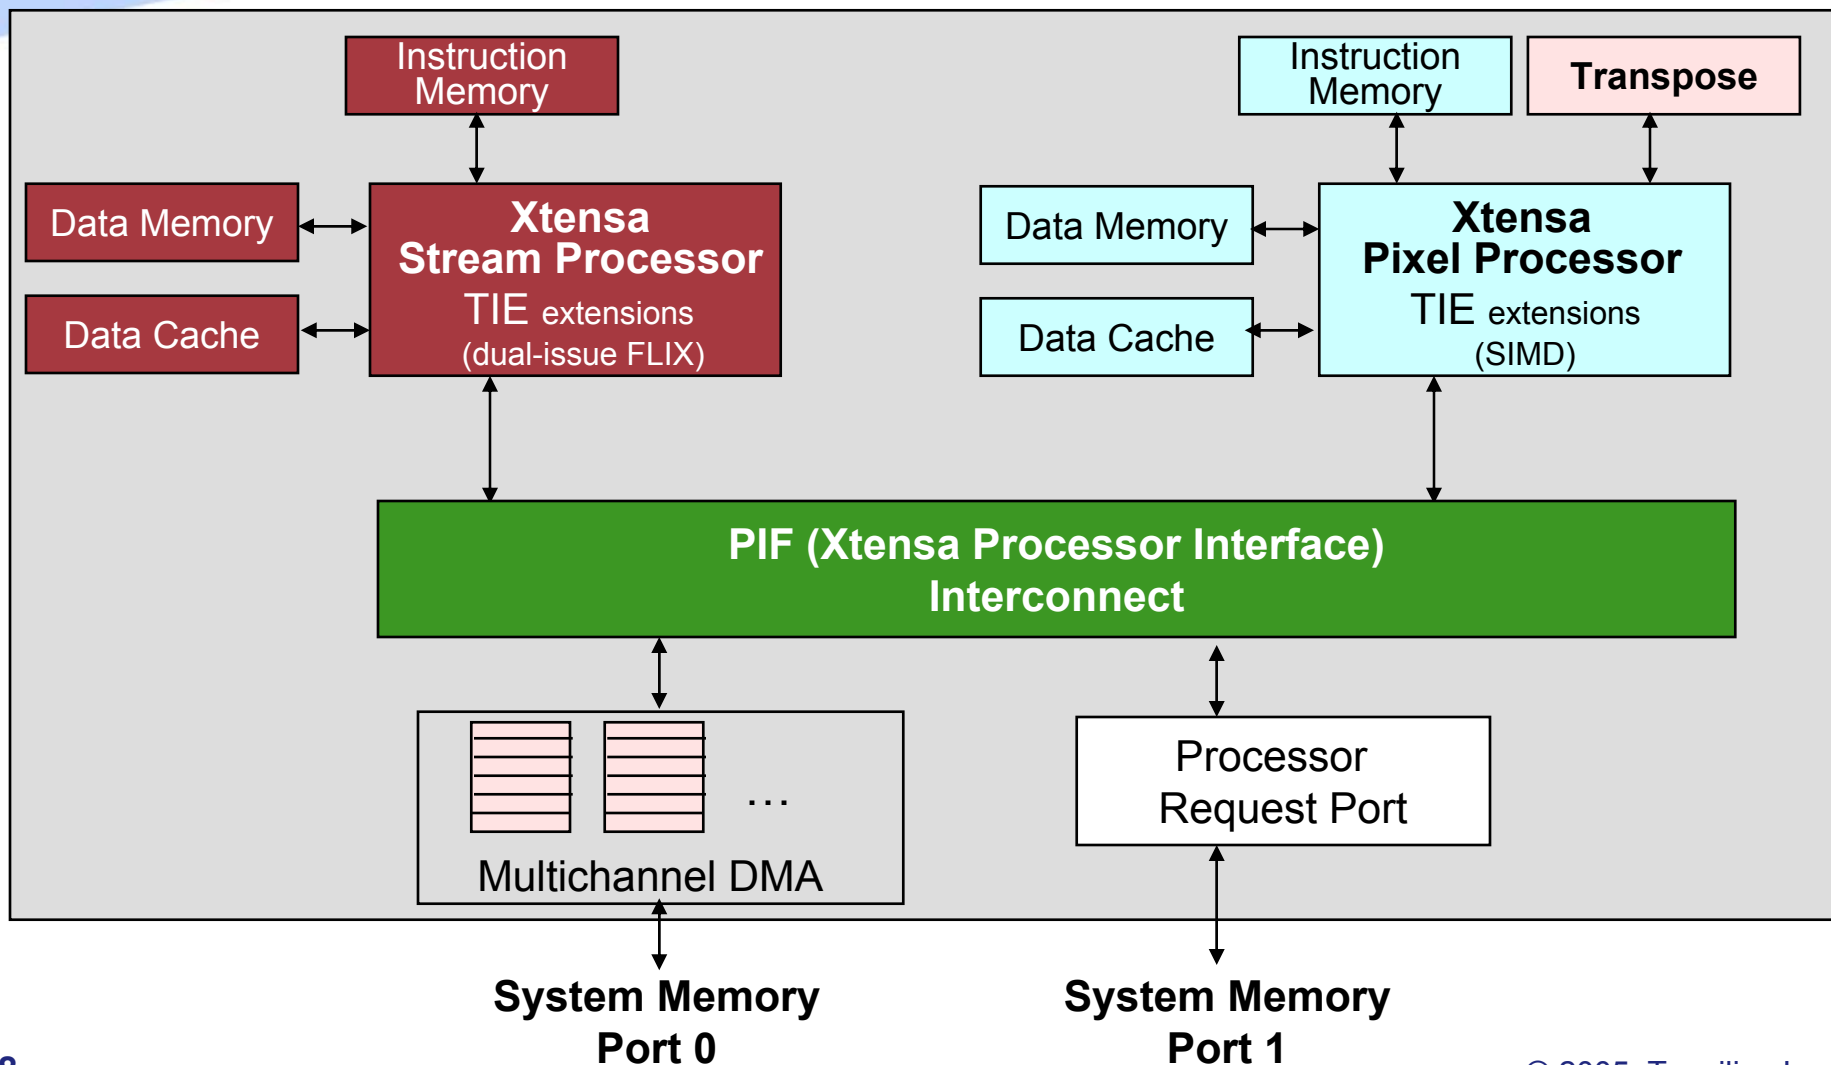 Instruction
Memory
Instruction
Memory
Transpose
Data Memory
Xtensa
Stream Processor
TIE extensions
(dual-issue FLIX)
Data Cache
Data Memory
Xtensa
Pixel Processor
TIE extensions
(SIMD)
Data Cache
PIF (Xtensa Processor Interface)
Interconnect
...
Multichannel DMA
Processor
Request Port
System Memory
Port 0
System Memory
Port 1
© 2005